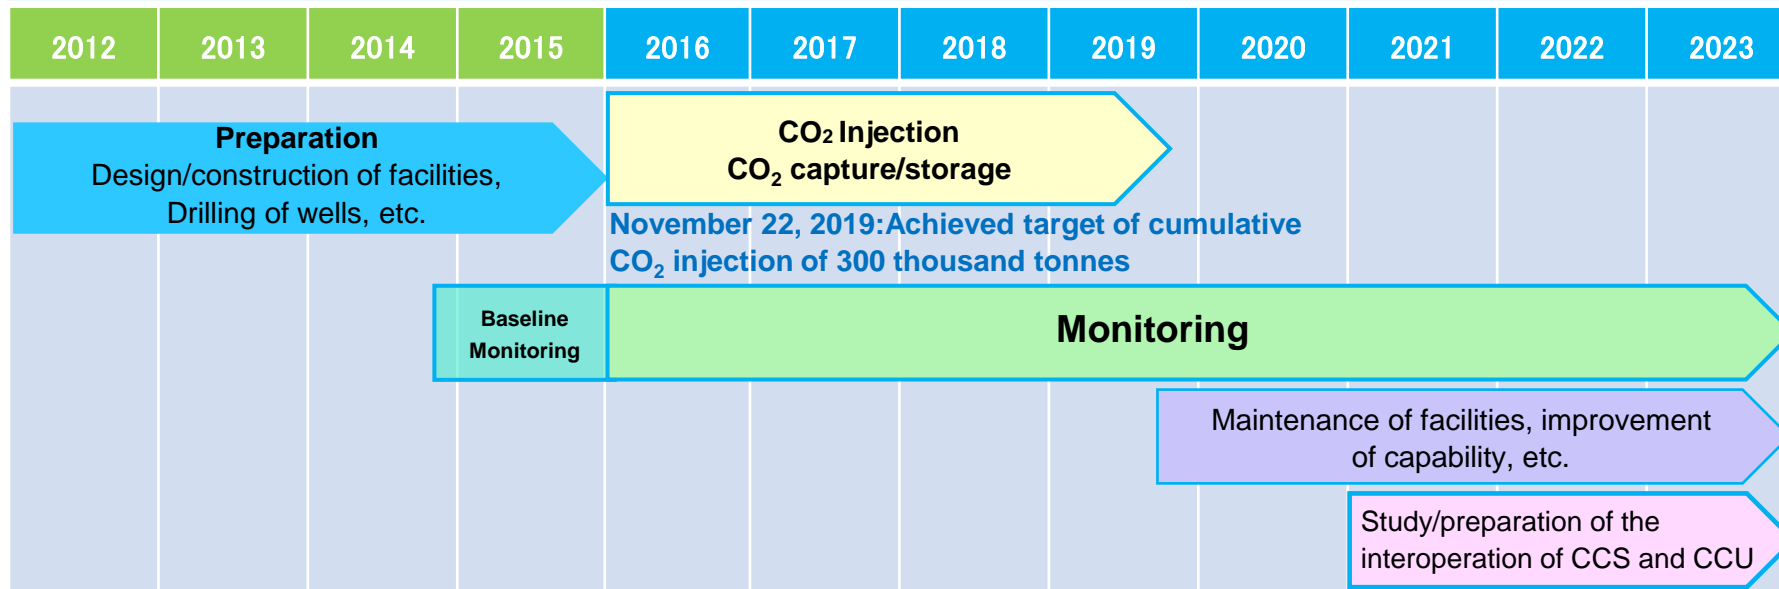 2012 2013 2014 2015 2016 2017 2018 2019 2020 2021 2022 2023
Preparation
Design/construction of facilities,
Drilling of wells, etc.
CO₂ Injection
CO₂ capture/storage
November 22, 2019:Achieved target of cumulative
CO₂ injection of 300 thousand tonnes
Baseline
Monitoring
Monitoring
Maintenance of facilities, improvement
of capability, etc.
Study/preparation of the
interoperation of CCS and CCU